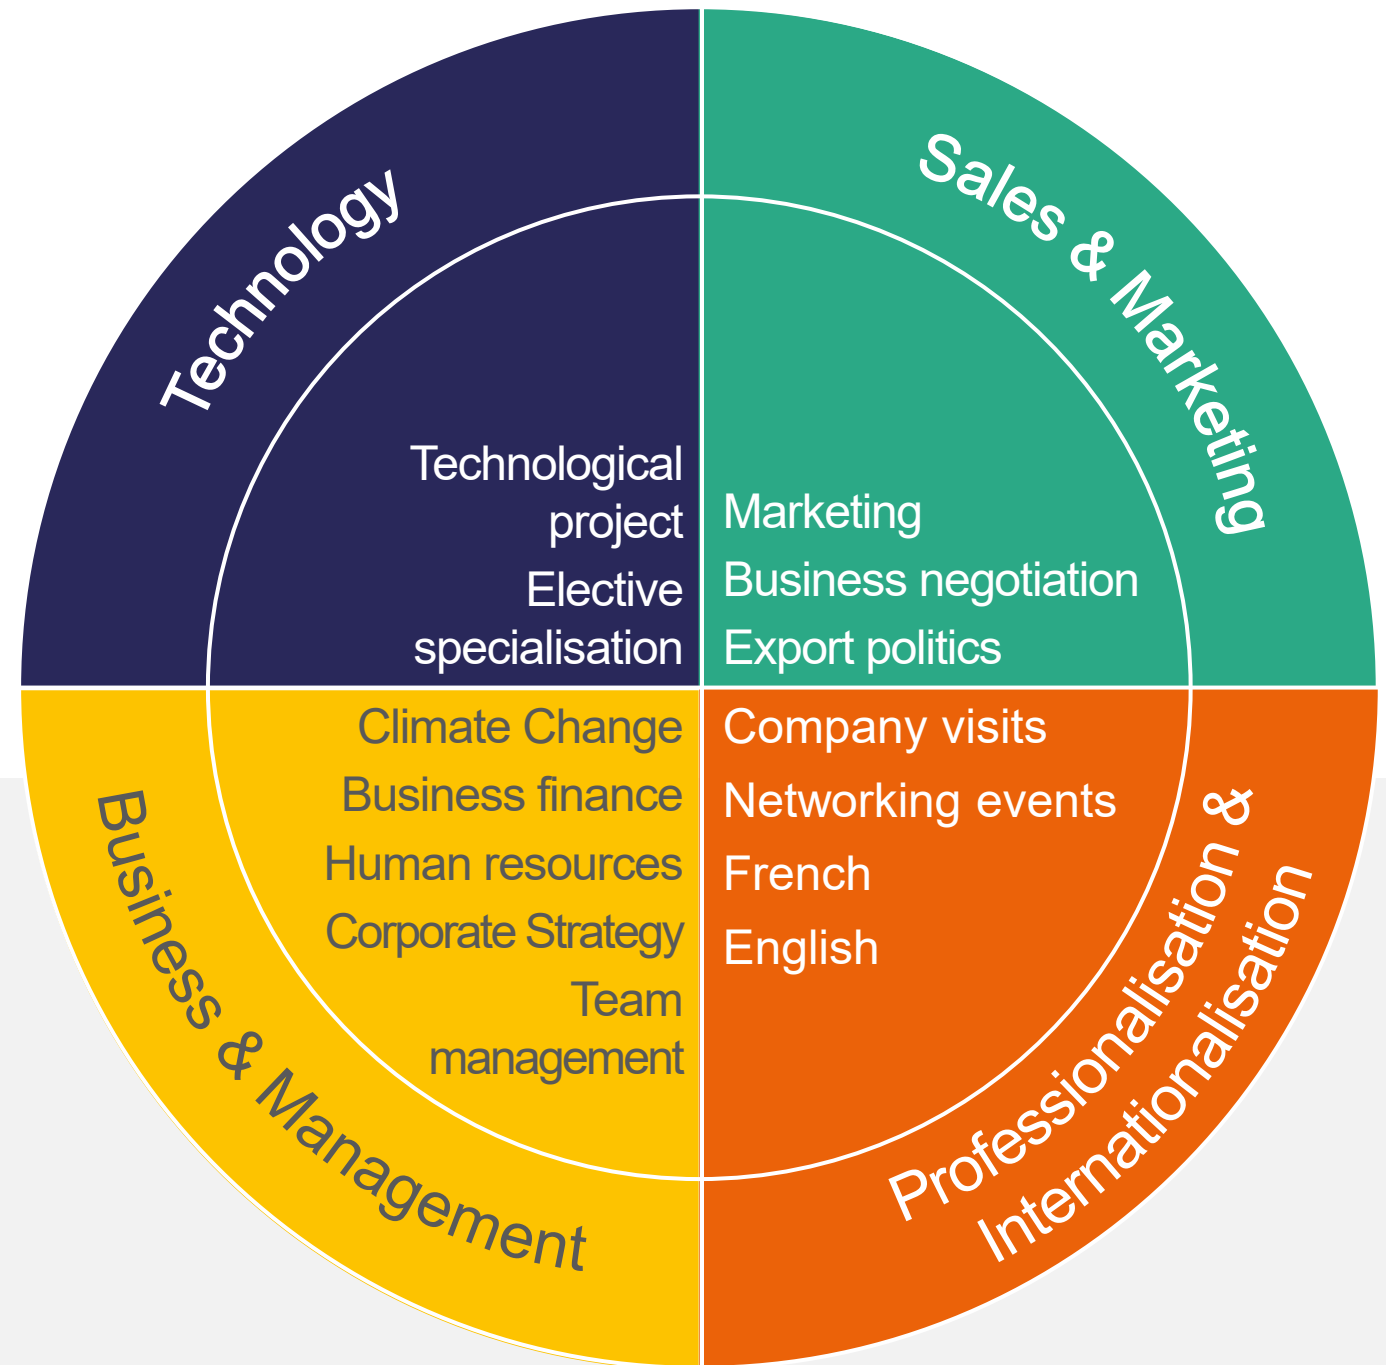 Technology
Technological
project
Elective
specialisation
Sales & Marketing
Marketing
Business negotiation
Export politics
Business & Management
Climate Change
Business finance
Human resources
Corporate Strategy
Team
management
Professionalisation &
Internationalisation
Company visits
Networking events
French
English